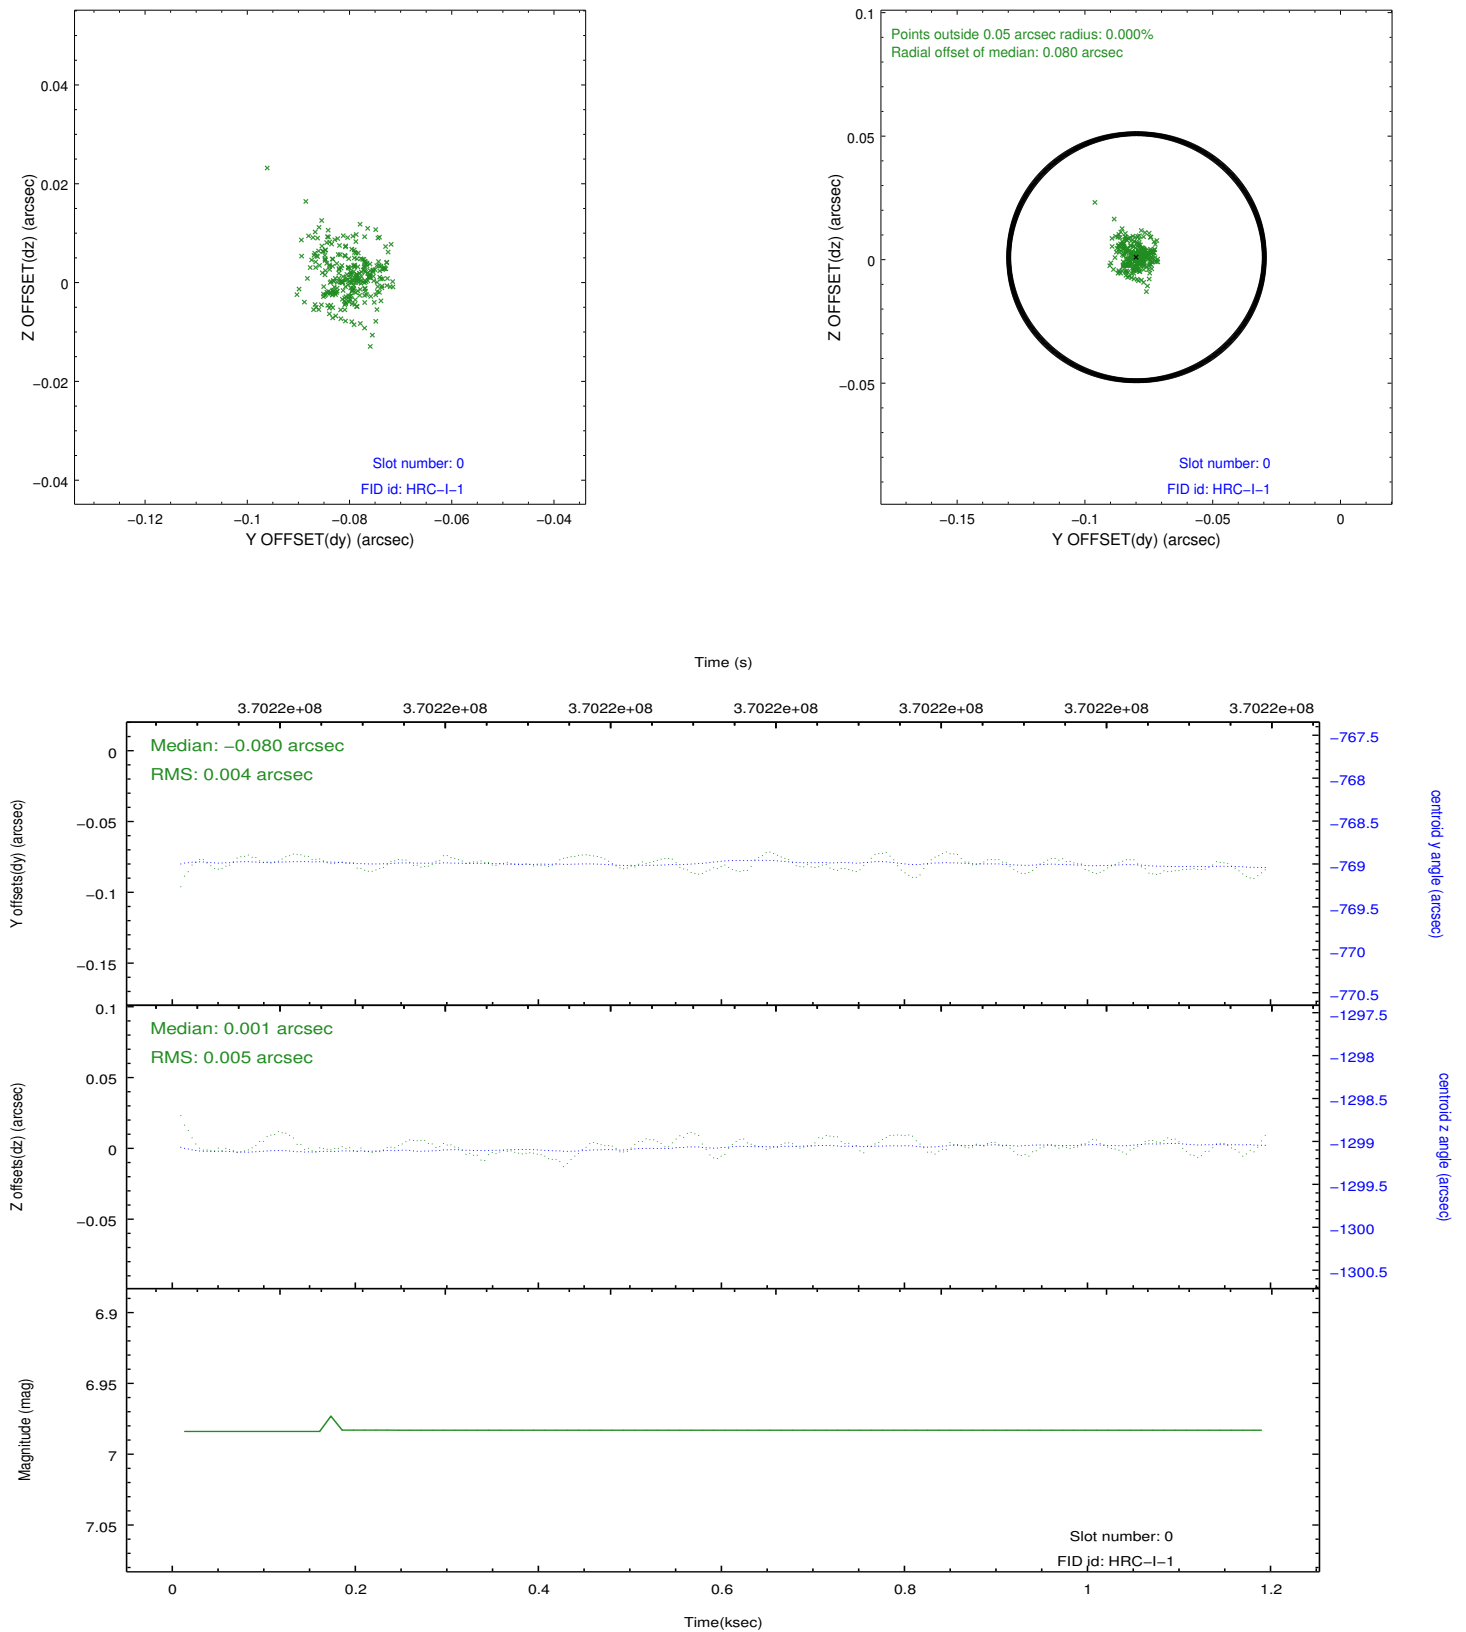 0.04
0.02
0
−0.02
−0.04
Z OFFSET(dz) (arcsec)
Slot number: 0
FID id: HRC−I−1
−0.12
−0.1
−0.08
−0.06
−0.04
Y OFFSET(dy) (arcsec)
Points outside 0.05 arcsec radius: 0.000%
Radial offset of median: 0.080 arcsec
0.1
0.05
0
−0.05
Z OFFSET(dz) (arcsec)
Slot number: 0
FID id: HRC−I−1
−0.15
−0.1
−0.05
0
Y OFFSET(dy) (arcsec)
Time (s)
3.7022e+08
3.7022e+08
3.7022e+08
3.7022e+08
3.7022e+08
3.7022e+08
3.7022e+08
Median: −0.080 arcsec
RMS: 0.004 arcsec
0
−0.05
−0.1
−0.15
Y offsets(dy) (arcsec)
−767.5
−768
−768.5
−769
−769.5
−770
−770.5
centroid y angle (arcsec)
Median: 0.001 arcsec
RMS: 0.005 arcsec
0.1
0.05
0
−0.05
Z offsets(dz) (arcsec)
−1297.5
−1298
−1298.5
−1299
−1299.5
−1300
−1300.5
centroid z angle (arcsec)
6.9
6.95
7
7.05
Magnitude (mag)
Slot number: 0
FID id: HRC−I−1
0
0.2
0.4
0.6
0.8
1
1.2
Time(ksec)